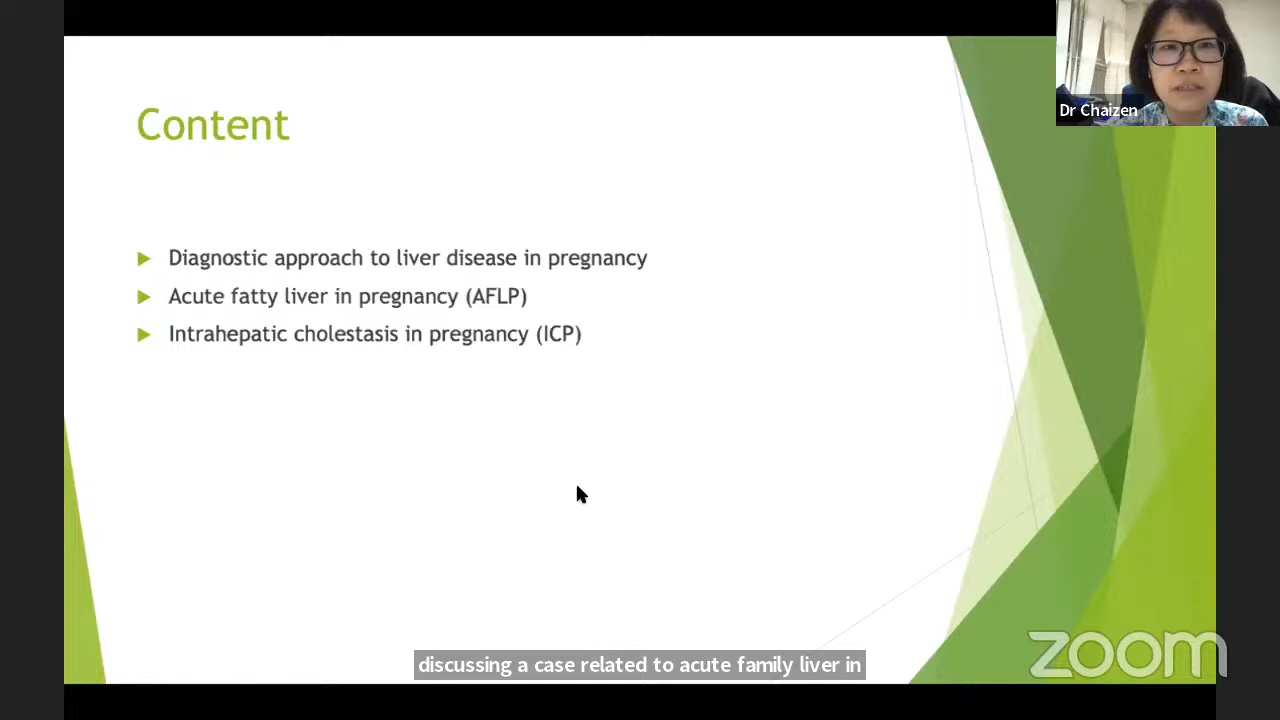 Dr Chaizen
Content
Diagnostic approach to liver disease in pregnancy
Acute fatty liver in pregnancy (AFLP)
Intrahepatic cholestasis in pregnancy (ICP)
discussing a case related to acute family liver in
zoom